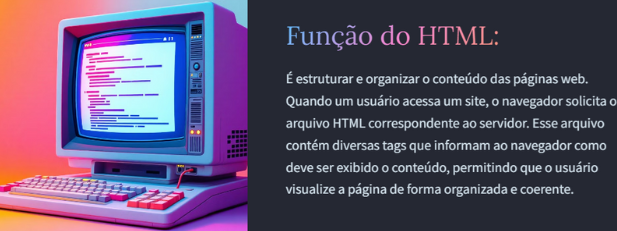 Função do HTML:
É estruturar e organizar o conteúdo das páginas web.
Quando um usuário acessa um site, o navegador solicita o
arquivo HTML correspondente ao servidor. Esse arquivo
contém diversas tags que informam ao navegador como
deve ser exibido o conteúdo, permitindo que o usuário
visualize a página de forma organizada e coerente.